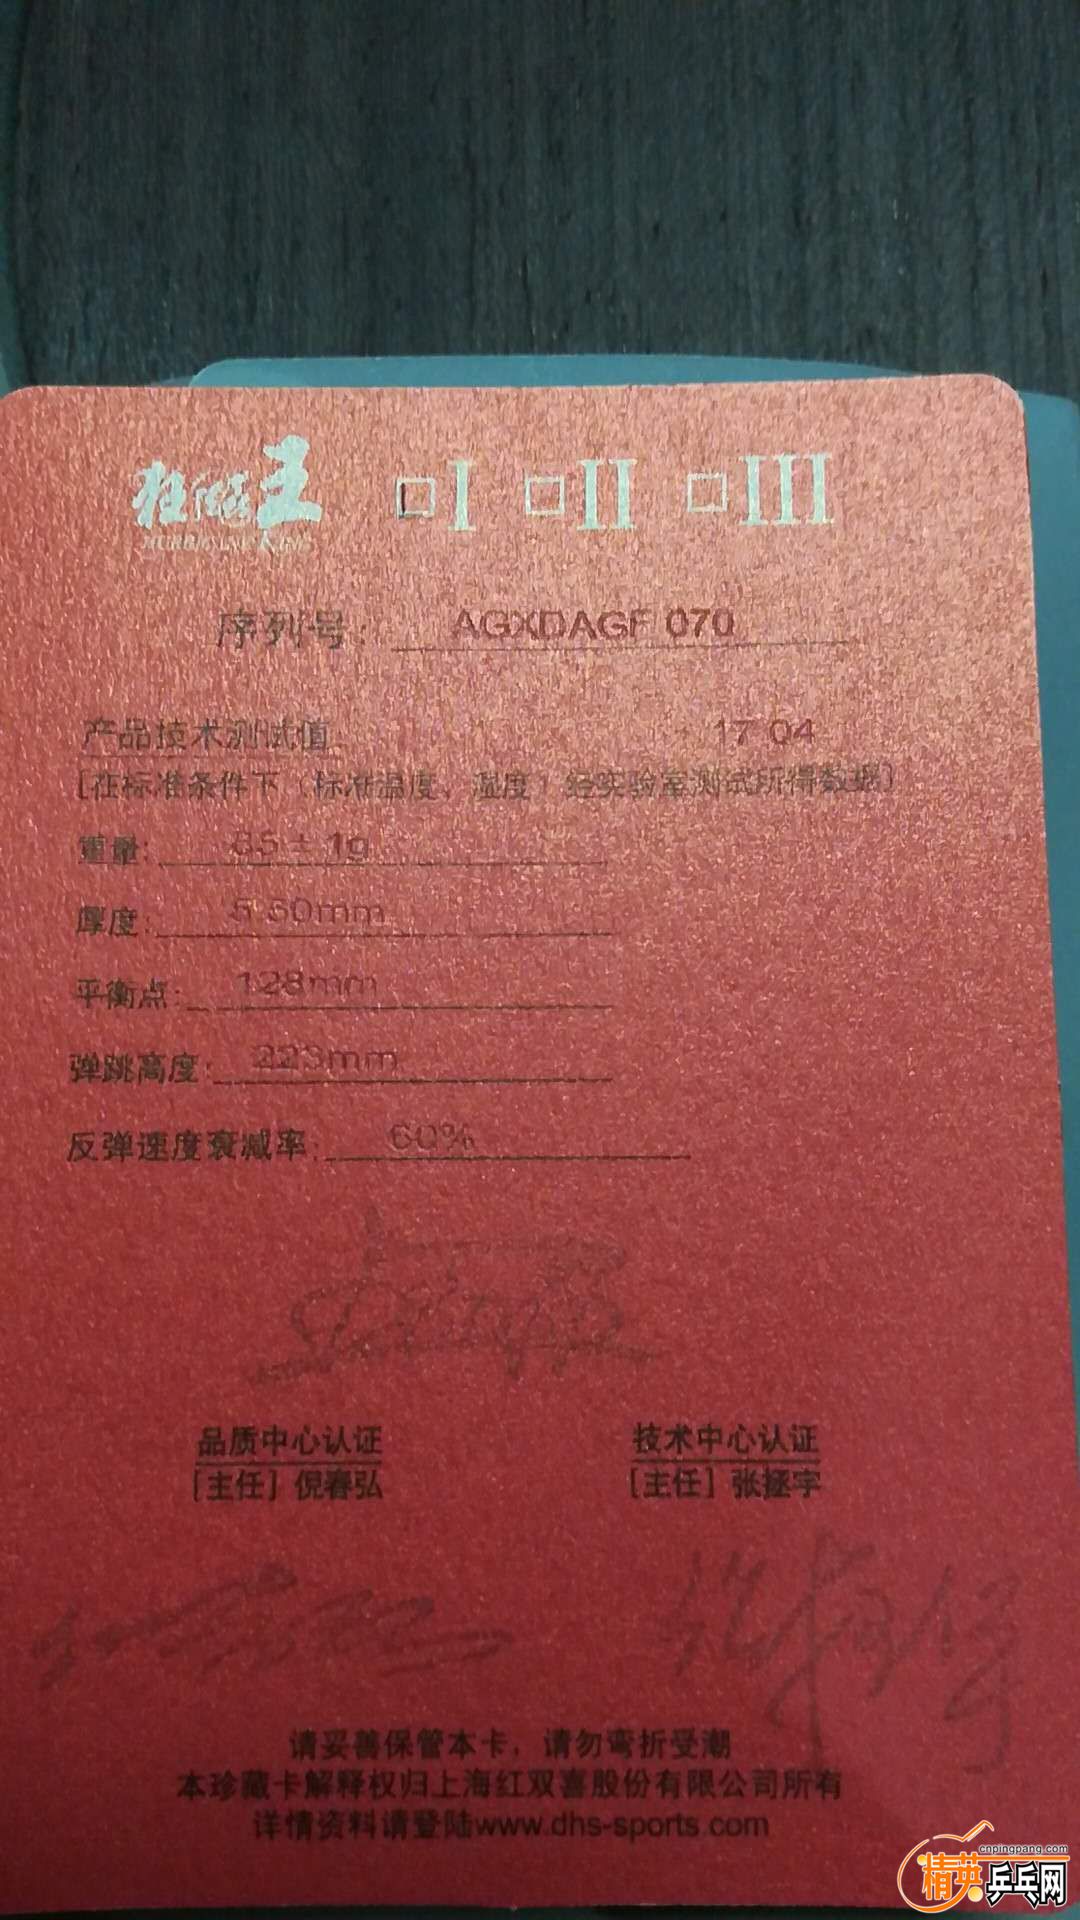 狂飚王 □I □II □III
HURRICANE KING
序列号: AGXDAGF 070
产品技术测试值 17 04
[在标准条件下（标准温度、湿度）经实验室测试所得数据]
重量: 85±1g
厚度: 5.50mm
平衡点: 128mm
弹跳高度: 223mm
反弹速度衰减率: 60%
品质中心认证 技术中心认证
[主任] 倪春弘 [主任] 张拯宇
请妥善保管本卡，请勿弯折受潮
本珍藏卡解释权归上海红双喜股份有限公司所有
详情资料请登陆www.dhs-sports.com
cnpingpang.com
精英乒乓网